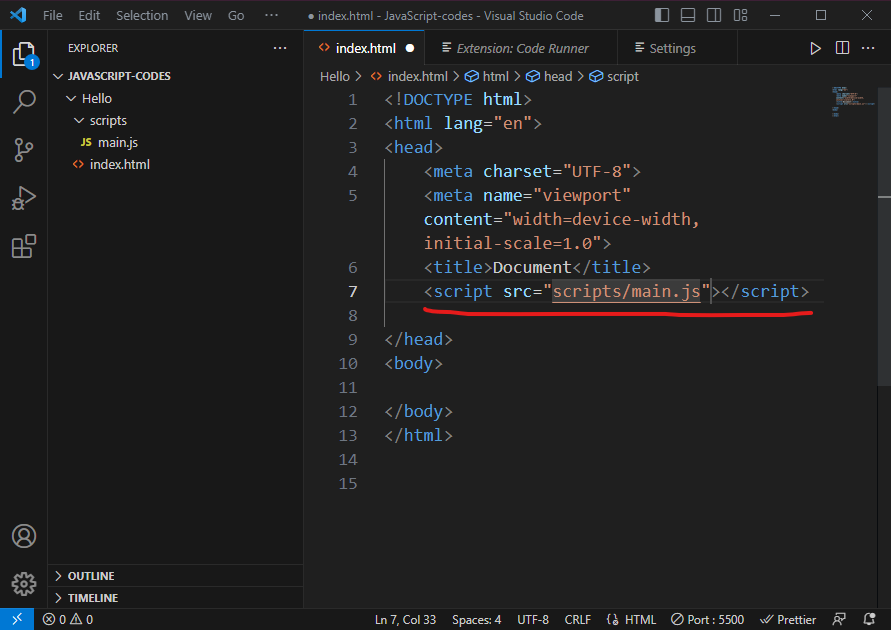 File Edit Selection View Go ··· ● index.html - JavaScript-codes - Visual Studio Code
EXPLORER ···
index.html ● Extension: Code Runner Settings ···
1
JAVASCRIPT-CODES
Hello
scripts
JS main.js
index.html
Hello > index.html > html > head > script
1 <!DOCTYPE html>
2 <html lang="en">
3 <head>
4 <meta charset="UTF-8">
5 <meta name="viewport"
content="width=device-width,
initial-scale=1.0">
6 <title>Document</title>
7 <script src="scripts/main.js"></script>
8
9 </head>
10 <body>
11
12 </body>
13 </html>
14
15
OUTLINE
TIMELINE
0 0 Ln 7, Col 33 Spaces: 4 UTF-8 CRLF HTML Port : 5500 Prettier